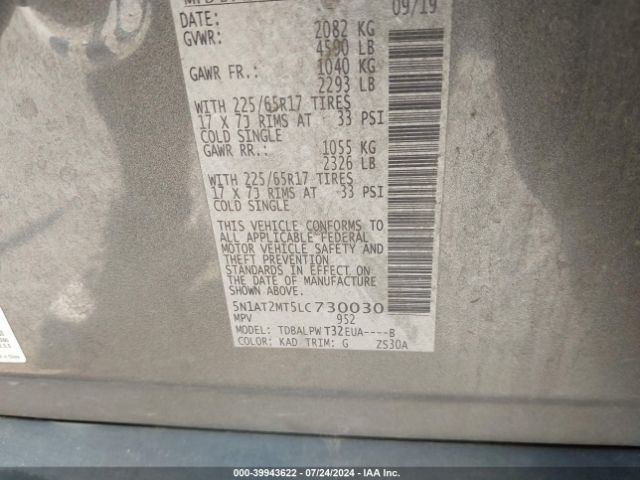 DATE: 09/19
GVWR: 2082 KG
4590 LB
GAWR FR.: 1040 KG
2293 LB
WITH 225/65R17 TIRES
17 X 7J RIMS AT 33 PSI
COLD SINGLE
GAWR RR.: 1055 KG
2326 LB
WITH 225/65R17 TIRES
17 X 7J RIMS AT 33 PSI
COLD SINGLE
THIS VEHICLE CONFORMS TO
ALL APPLICABLE FEDERAL
MOTOR VEHICLE SAFETY AND
THEFT PREVENTION
STANDARDS IN EFFECT ON
THE DATE OF MANUFACTURE
SHOWN ABOVE.
5N1AT2MT5LC730030
MPV 952
MODEL: TDBALPW T32EUA----B
COLOR: KAD TRIM: G ZS30A
000-39943622 / 07/24/2024 - IAA Inc.